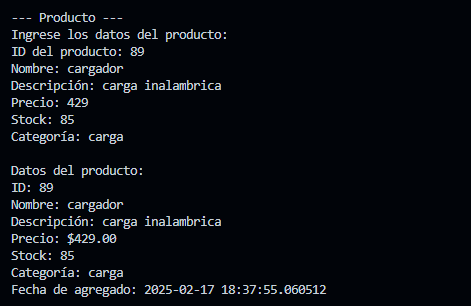 --- Producto ---
Ingrese los datos del producto:
ID del producto: 89
Nombre: cargador
Descripción: carga inalambrica
Precio: 429
Stock: 85
Categoría: carga
Datos del producto:
ID: 89
Nombre: cargador
Descripción: carga inalambrica
Precio: $429.00
Stock: 85
Categoría: carga
Fecha de agregado: 2025-02-17 18:37:55.060512